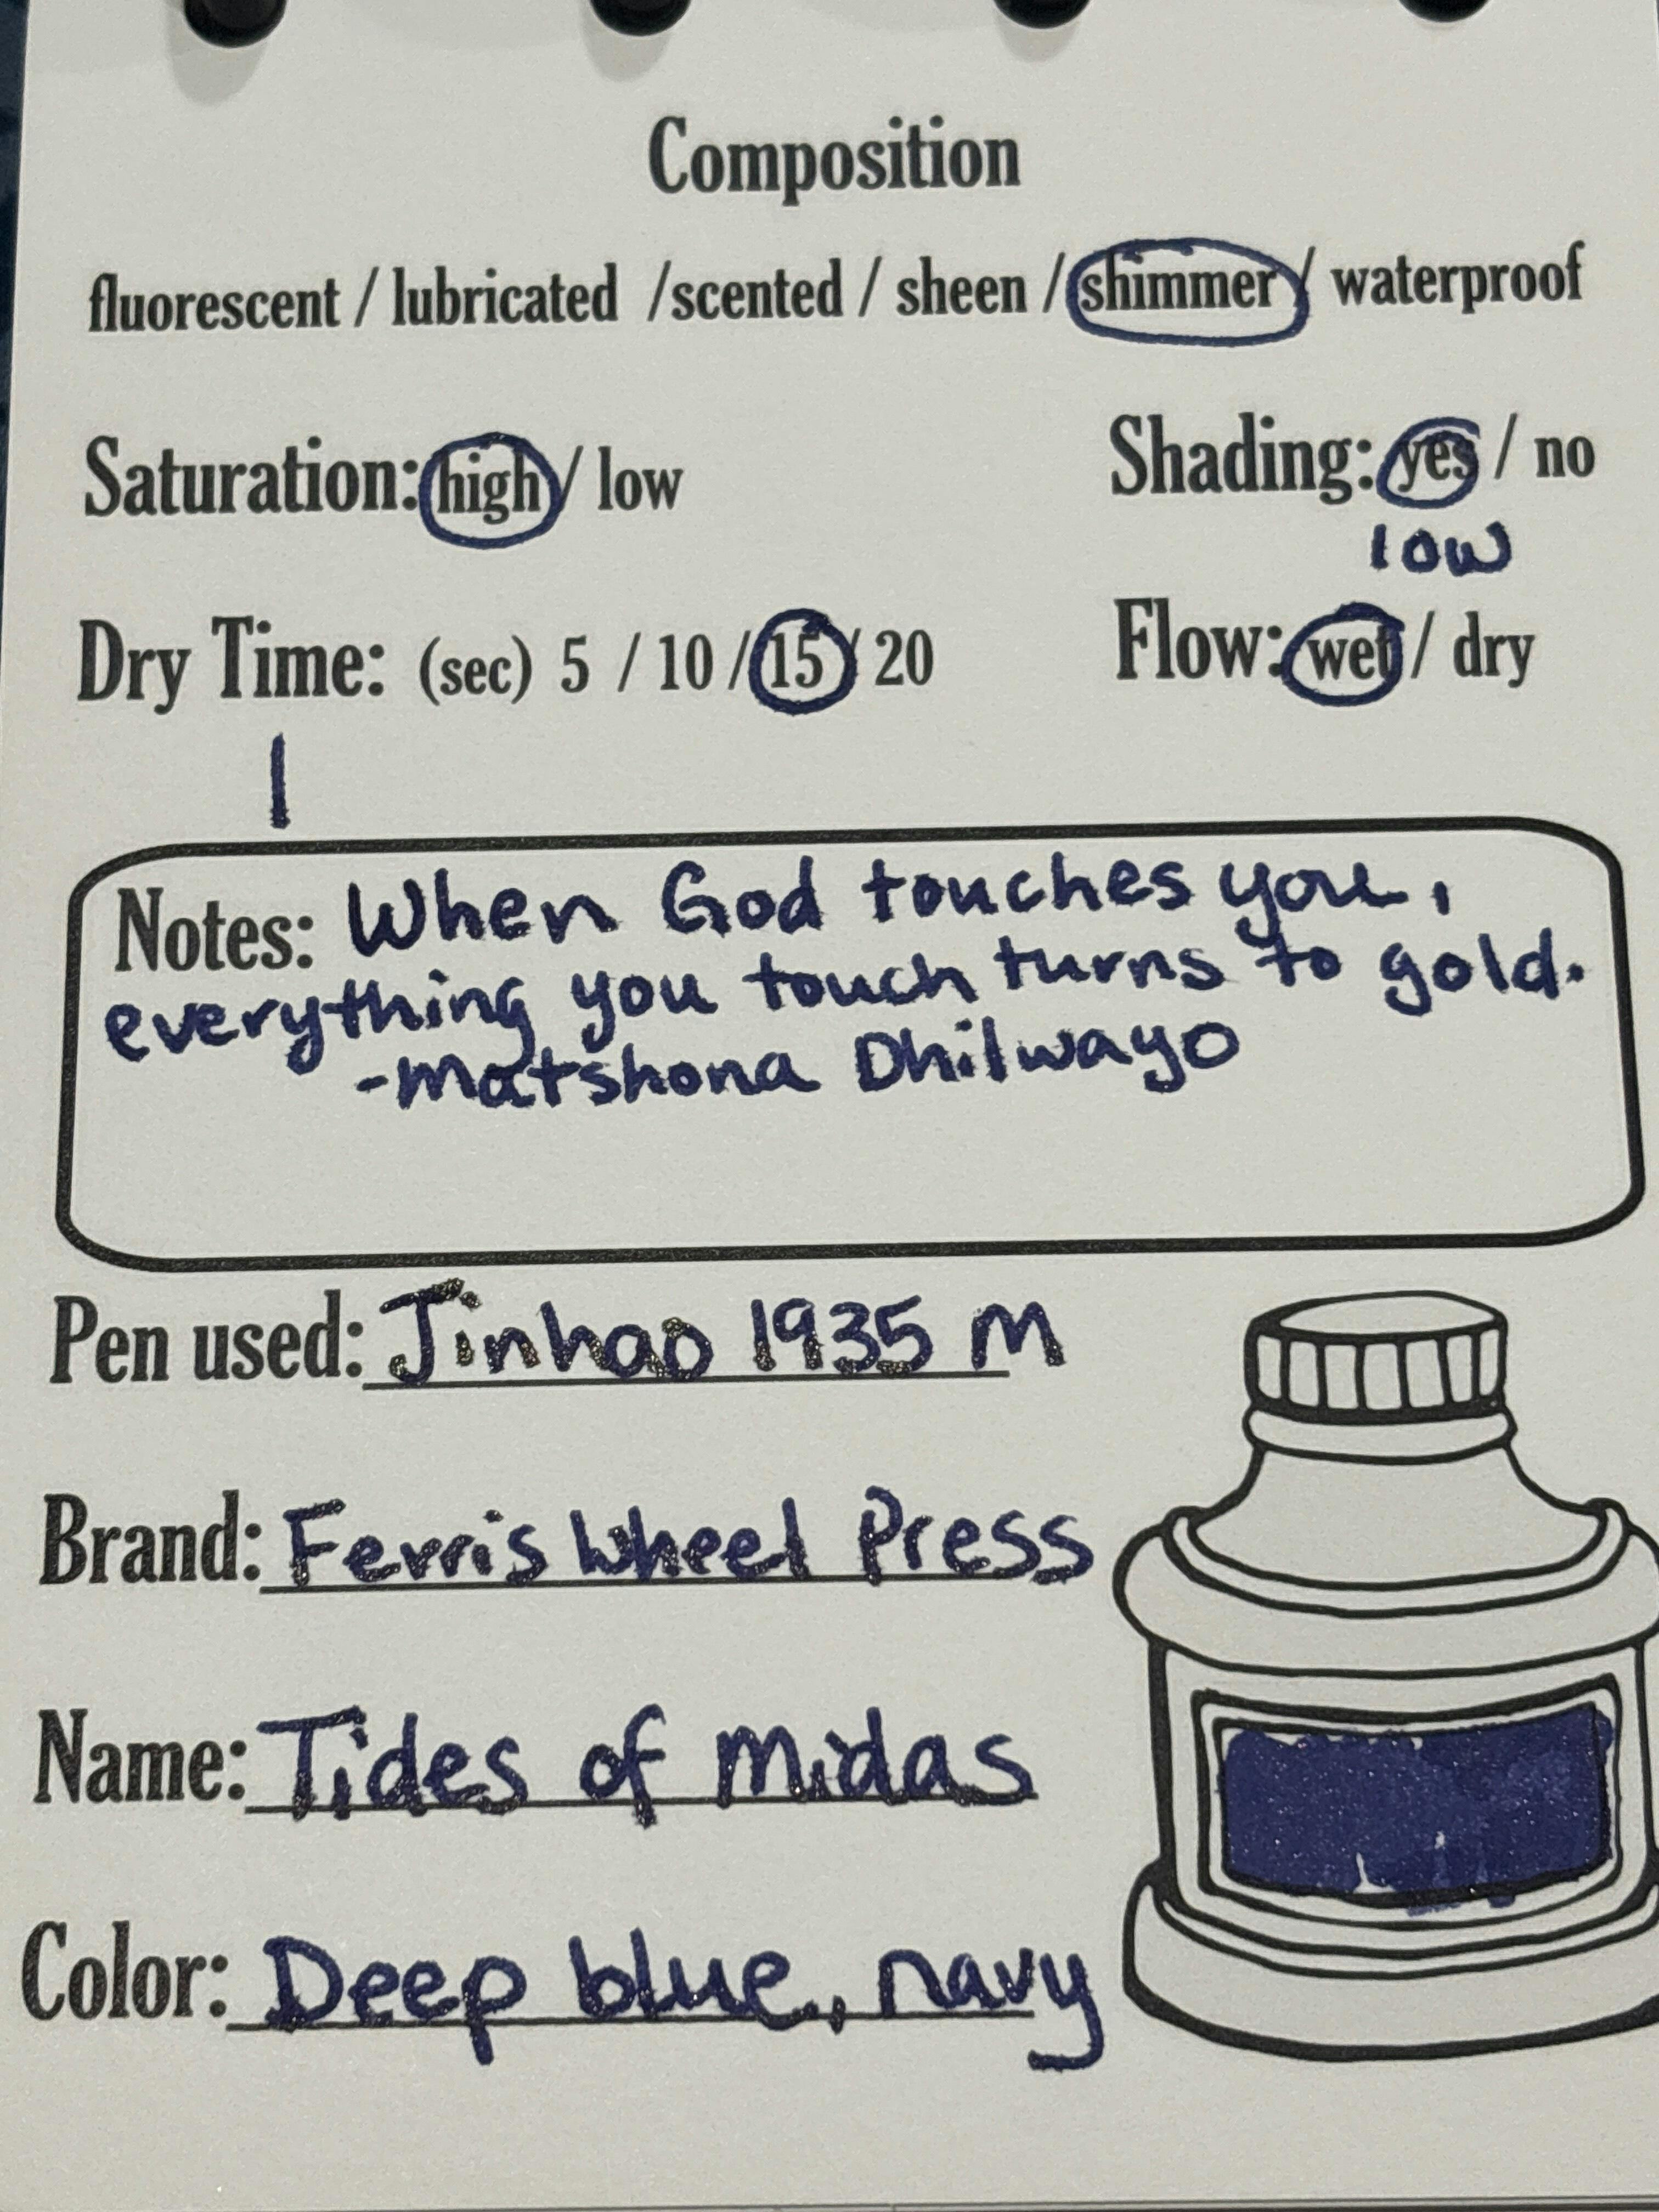 Composition
fluorescent / lubricated /scented / sheen / shimmer / waterproof
Saturation: high / low
Shading: yes / no
low
Dry Time: (sec) 5 / 10 / 15 / 20
Flow: wet / dry
Notes: When God touches you,
everything you touch turns to gold.
-Matshona Dhilwayo
Pen used: Jinhao 1935 M
Brand: Ferris Wheel Press
Name: Tides of Midas
Color: Deep blue, navy